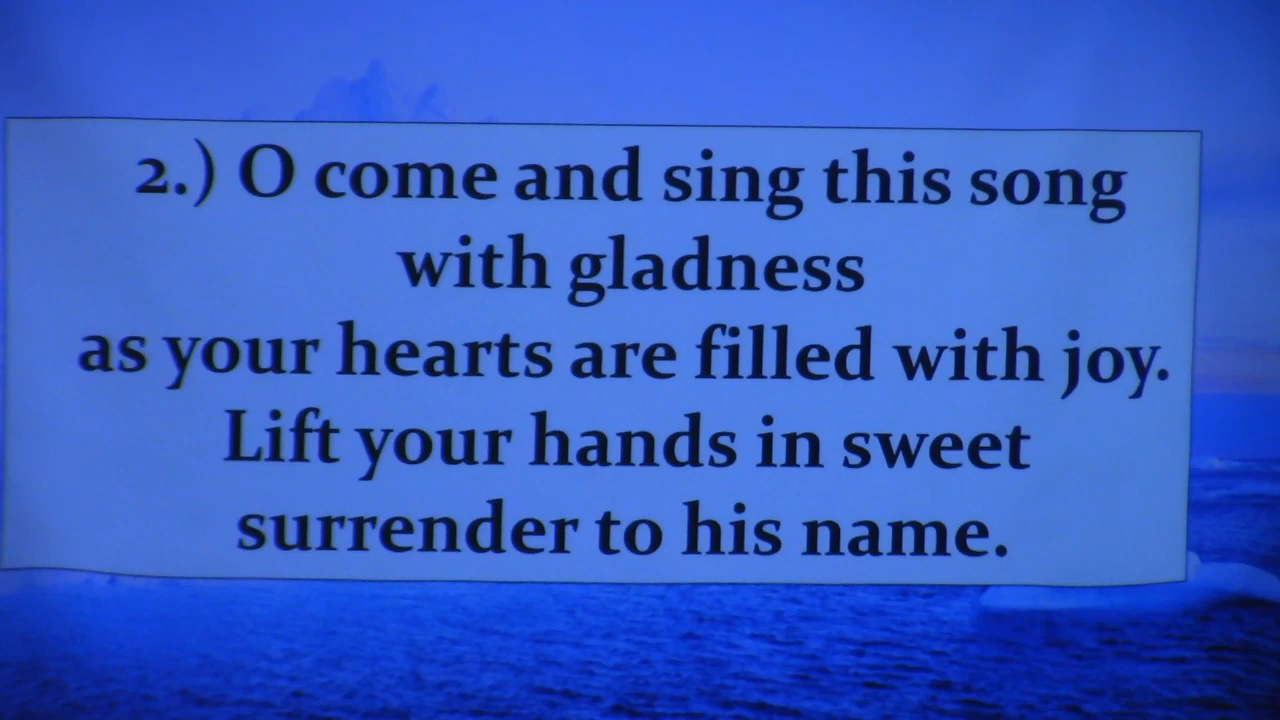 2.) O come and sing this song
with gladness
as your hearts are filled with joy.
Lift your hands in sweet
surrender to his name.